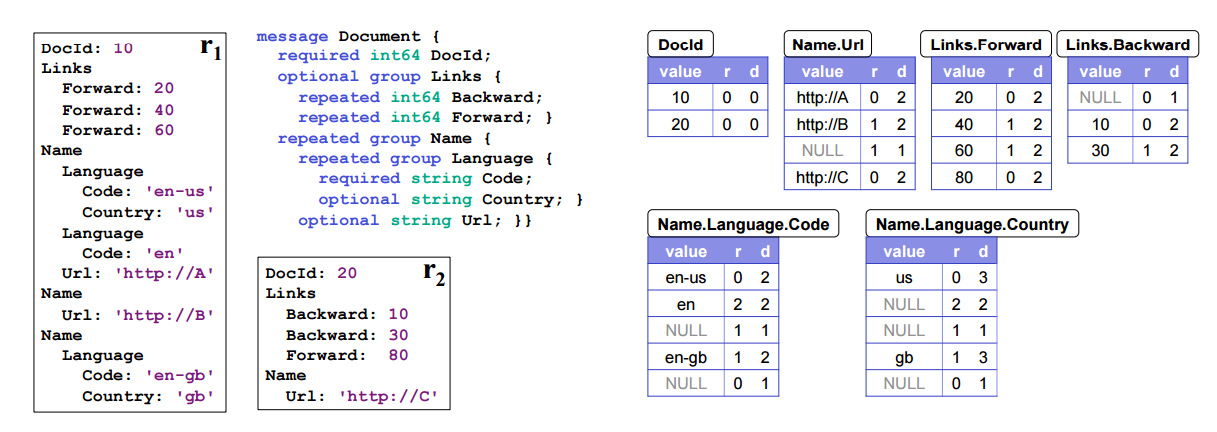 DocId: 10 r1
Links
Forward: 20
Forward: 40
Forward: 60
Name
Language
Code: 'en-us'
Country: 'us'
Language
Code: 'en'
Url: 'http://A'
Name
Url: 'http://B'
Name
Language
Code: 'en-gb'
Country: 'gb'
message Document {
required int64 DocId;
optional group Links {
repeated int64 Backward;
repeated int64 Forward; }
repeated group Name {
repeated group Language {
required string Code;
optional string Country; }
optional string Url; }}
DocId: 20 r2
Links
Backward: 10
Backward: 30
Forward: 80
Name
Url: 'http://C'
DocId
value r d
10 0 0
20 0 0
Name.Url
value r d
http://A 0 2
http://B 1 2
NULL 1 1
http://C 0 2
Links.Forward
value r d
20 0 2
40 1 2
60 1 2
80 0 2
Links.Backward
value r d
NULL 0 1
10 0 2
30 1 2
Name.Language.Code
value r d
en-us 0 2
en 2 2
NULL 1 1
en-gb 1 2
NULL 0 1
Name.Language.Country
value r d
us 0 3
NULL 2 2
NULL 1 1
gb 1 3
NULL 0 1